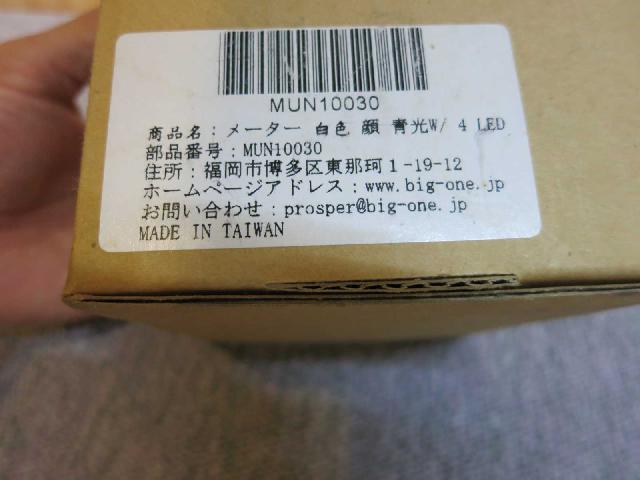 MUN10030
商品名：メーター 白色 顔 青光W/ 4 LED
部品番号：MUN10030
住所：福岡市博多区東那珂1-19-12
ホームページアドレス：www.big-one.jp
お問い合わせ：prosper@big-one.jp
MADE IN TAIWAN